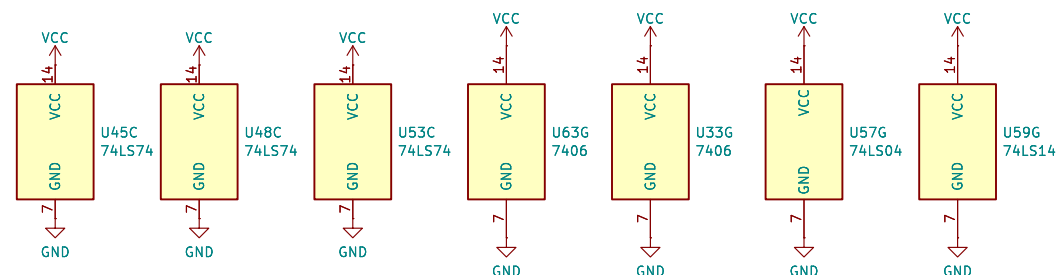 VCC VCC VCC VCC VCC VCC VCC
14 14 14 14 14 14 14
VCC VCC VCC VCC VCC VCC VCC
U45C U48C U53C U63G U33G U57G U59G
74LS74 74LS74 74LS74 7406 7406 74LS04 74LS14
GND GND GND GND GND GND GND
7 7 7 7 7 7 7
GND GND GND GND GND GND GND